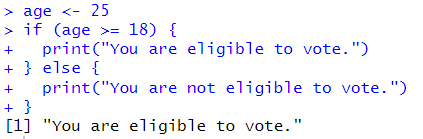 > age <- 25
> if (age >= 18) {
+   print("You are eligible to vote.")
+ } else {
+   print("You are not eligible to vote.")
+ }
[1] "You are eligible to vote."